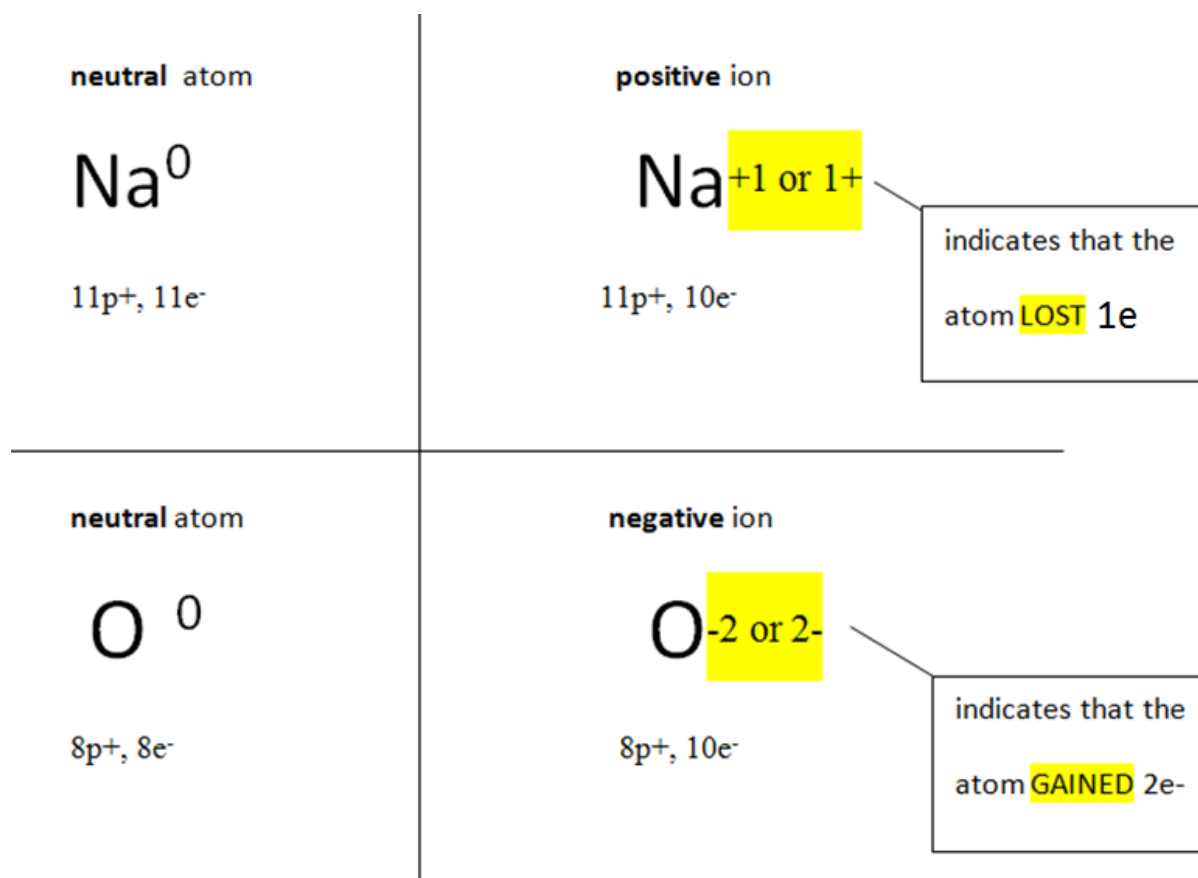 neutral atom
Na⁰
11p+, 11e-
positive ion
Na+1 or 1+
11p+, 10e-
indicates that the
atom LOST 1e
neutral atom
O ⁰
8p+, 8e-
negative ion
O-2 or 2-
8p+, 10e-
indicates that the
atom GAINED 2e-